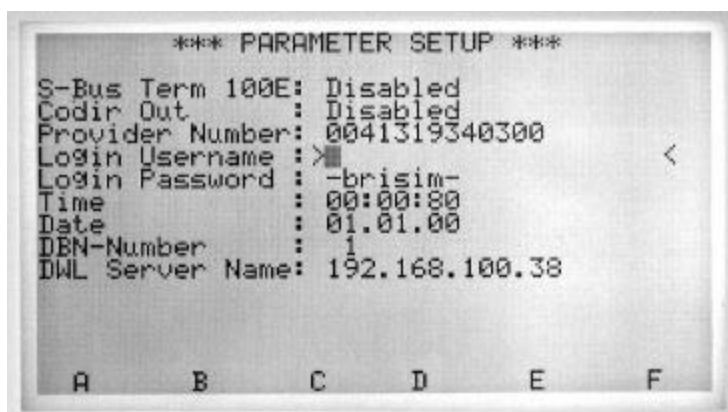 *** PARAMETER SETUP ***
S-Bus Term 100E: Disabled
Codir Out : Disabled
Provider Number: 0041319340300
Login Username :> <
Login Password : -brisim-
Time : 00:00:80
Date : 01.01.00
DBN-Number : 1
DWL Server Name: 192.168.100.38
A B C D E F